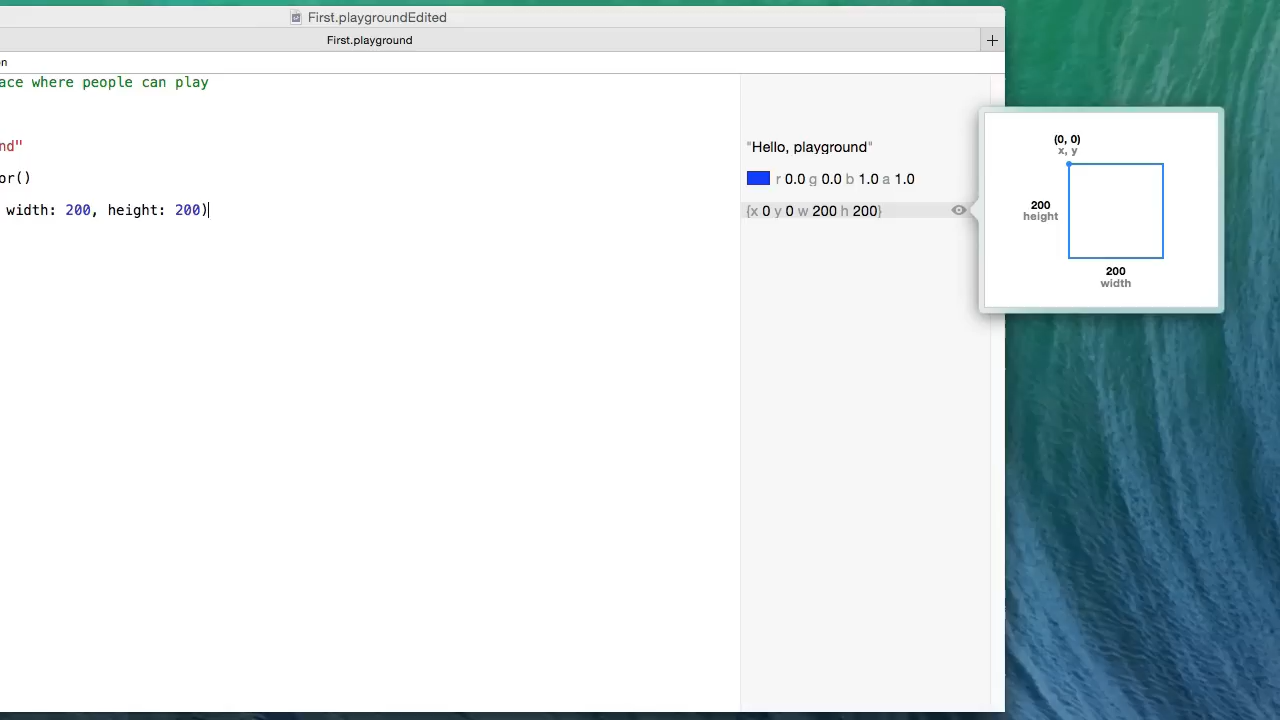 First.playgroundEdited
First.playground
+
n
ace where people can play
nd"
"Hello, playground"
or()
r 0.0 g 0.0 b 1.0 a 1.0
width: 200, height: 200)
{x 0 y 0 w 200 h 200}
(0, 0)
x, y
200
height
200
width